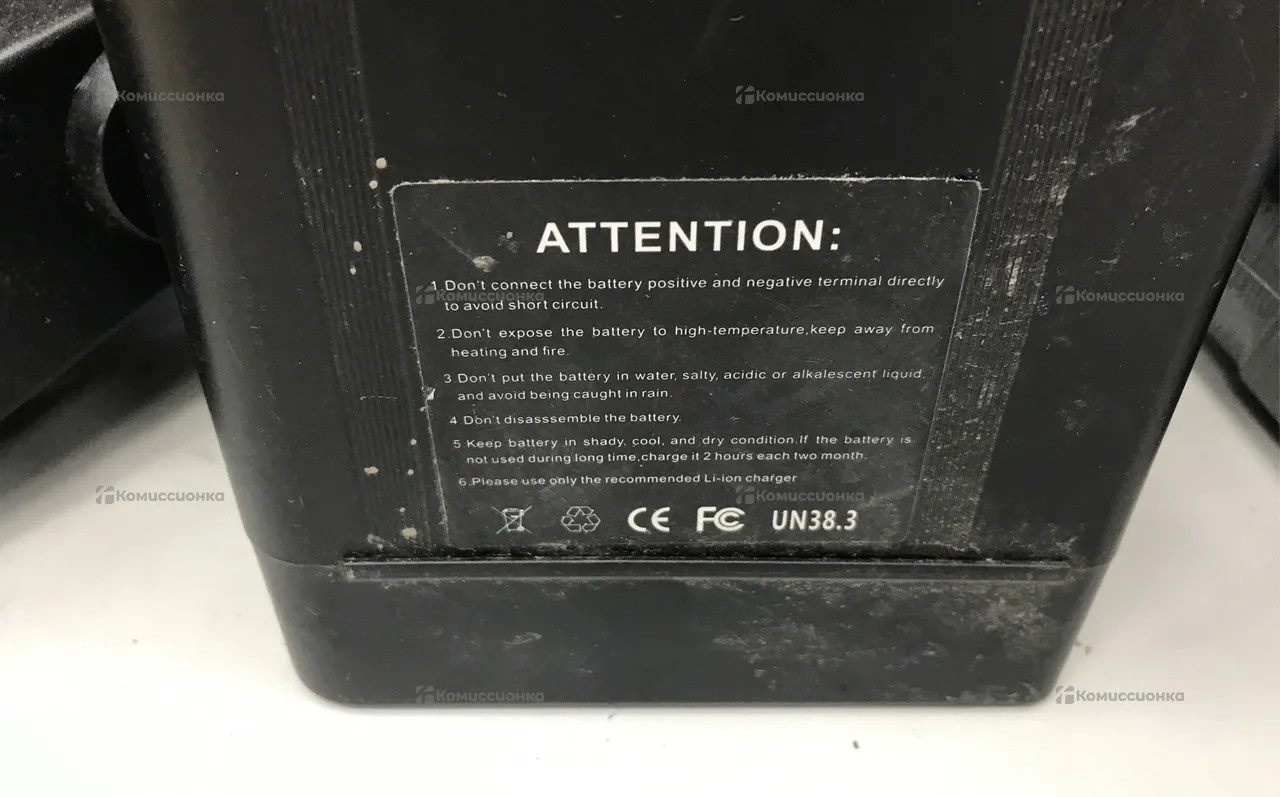 ATTENTION:
1.Don't connect the battery positive and negative terminal directly
to avoid short circuit.
2.Don't expose the battery to high-temperature,keep away from
heating and fire.
3 Don't put the battery in water, salty, acidic or alkalescent liquid,
and avoid being caught in rain.
4.Don't disasssemble the battery.
5 Keep battery in shady, cool, and dry condition.If the battery is
not used during long time,charge it 2 hours each two month.
6.Please use only the recommended Li-ion charger
CE FC UN38.3
Комиссионка
Комиссионка
Комиссионка
Комиссионка
Комиссионка
Комиссионка
Комиссионка
Комиссионка